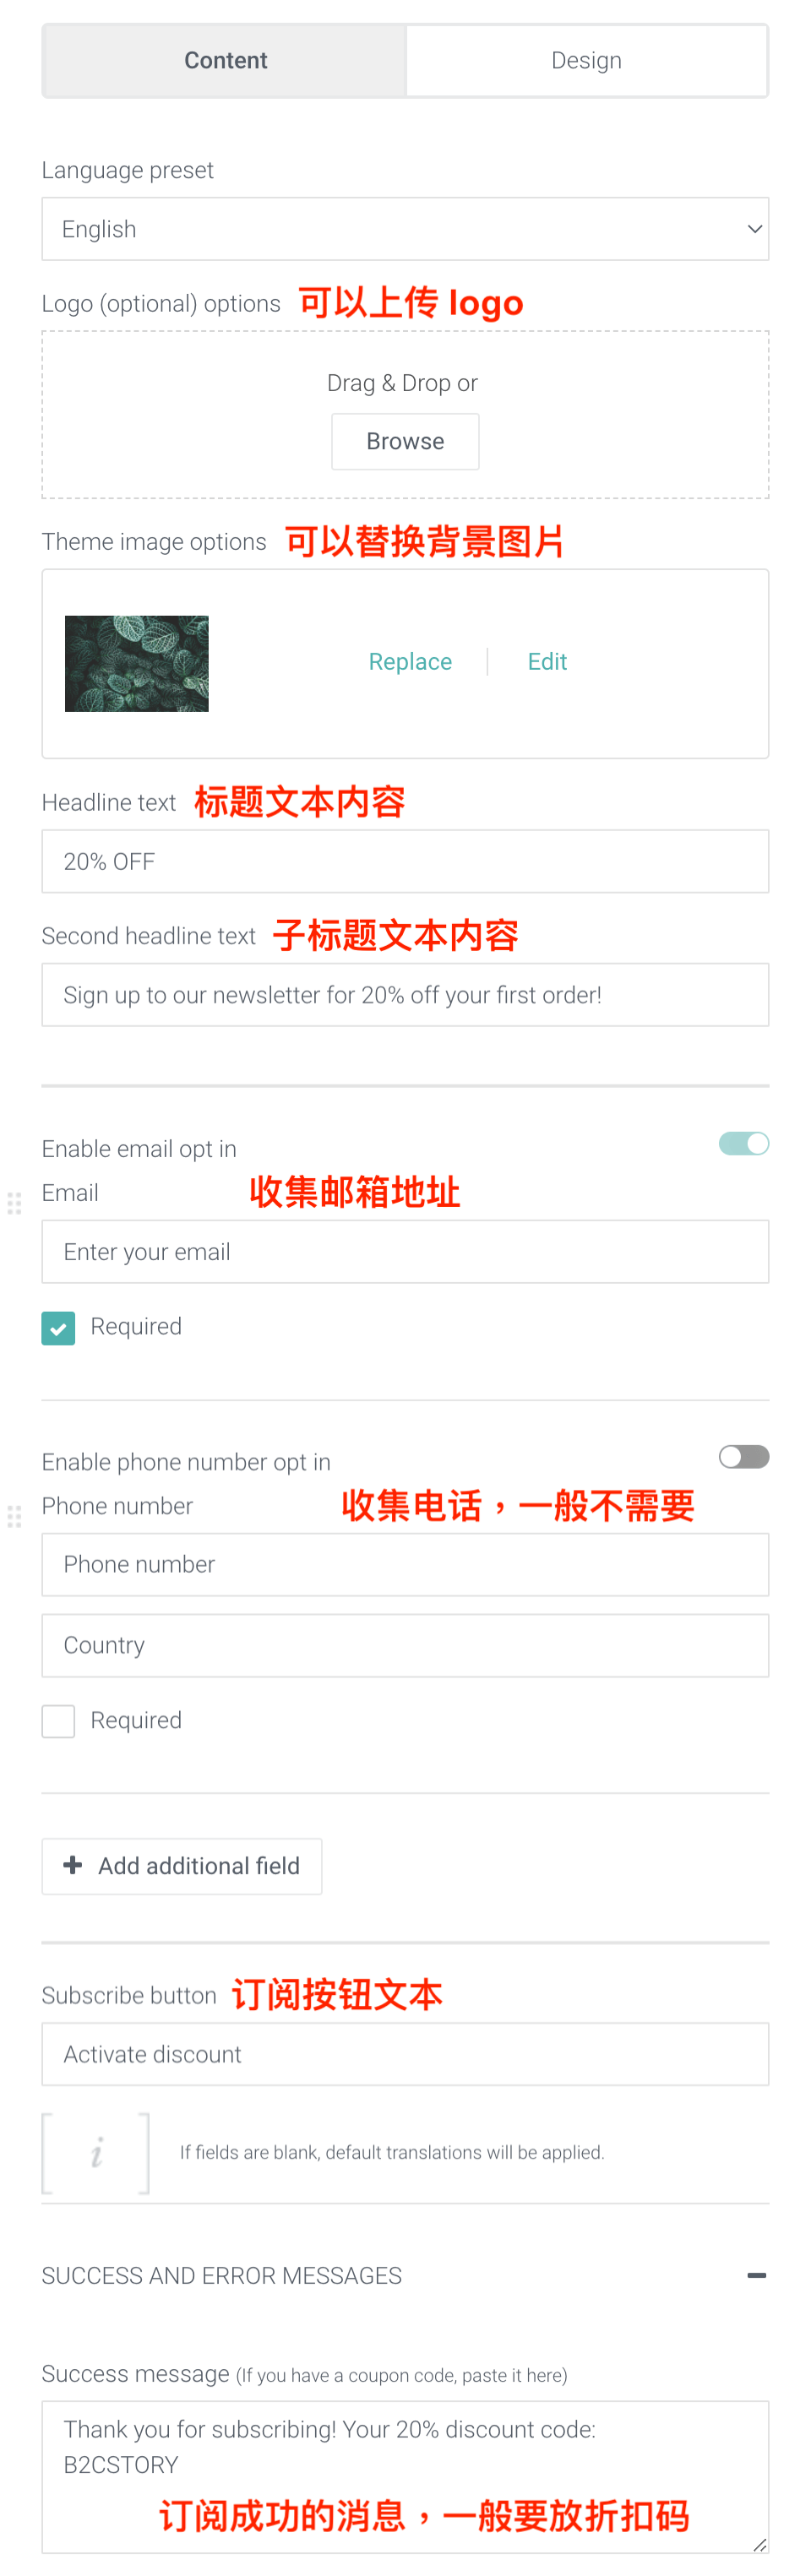 Content
Design
Language preset
English
Logo (optional) options 可以上传 logo
Drag & Drop or
Browse
Theme image options 可以替换背景图片
Replace
Edit
Headline text 标题文本内容
20% OFF
Second headline text 子标题文本内容
Sign up to our newsletter for 20% off your first order!
Enable email opt in
Email 收集邮箱地址
Enter your email
Required
Enable phone number opt in
Phone number 收集电话，一般不需要
Phone number
Country
Required
Add additional field
Subscribe button 订阅按钮文本
Activate discount
i If fields are blank, default translations will be applied.
SUCCESS AND ERROR MESSAGES
Success message (If you have a coupon code, paste it here)
Thank you for subscribing! Your 20% discount code:
B2CSTORY
订阅成功的消息，一般要放折扣码